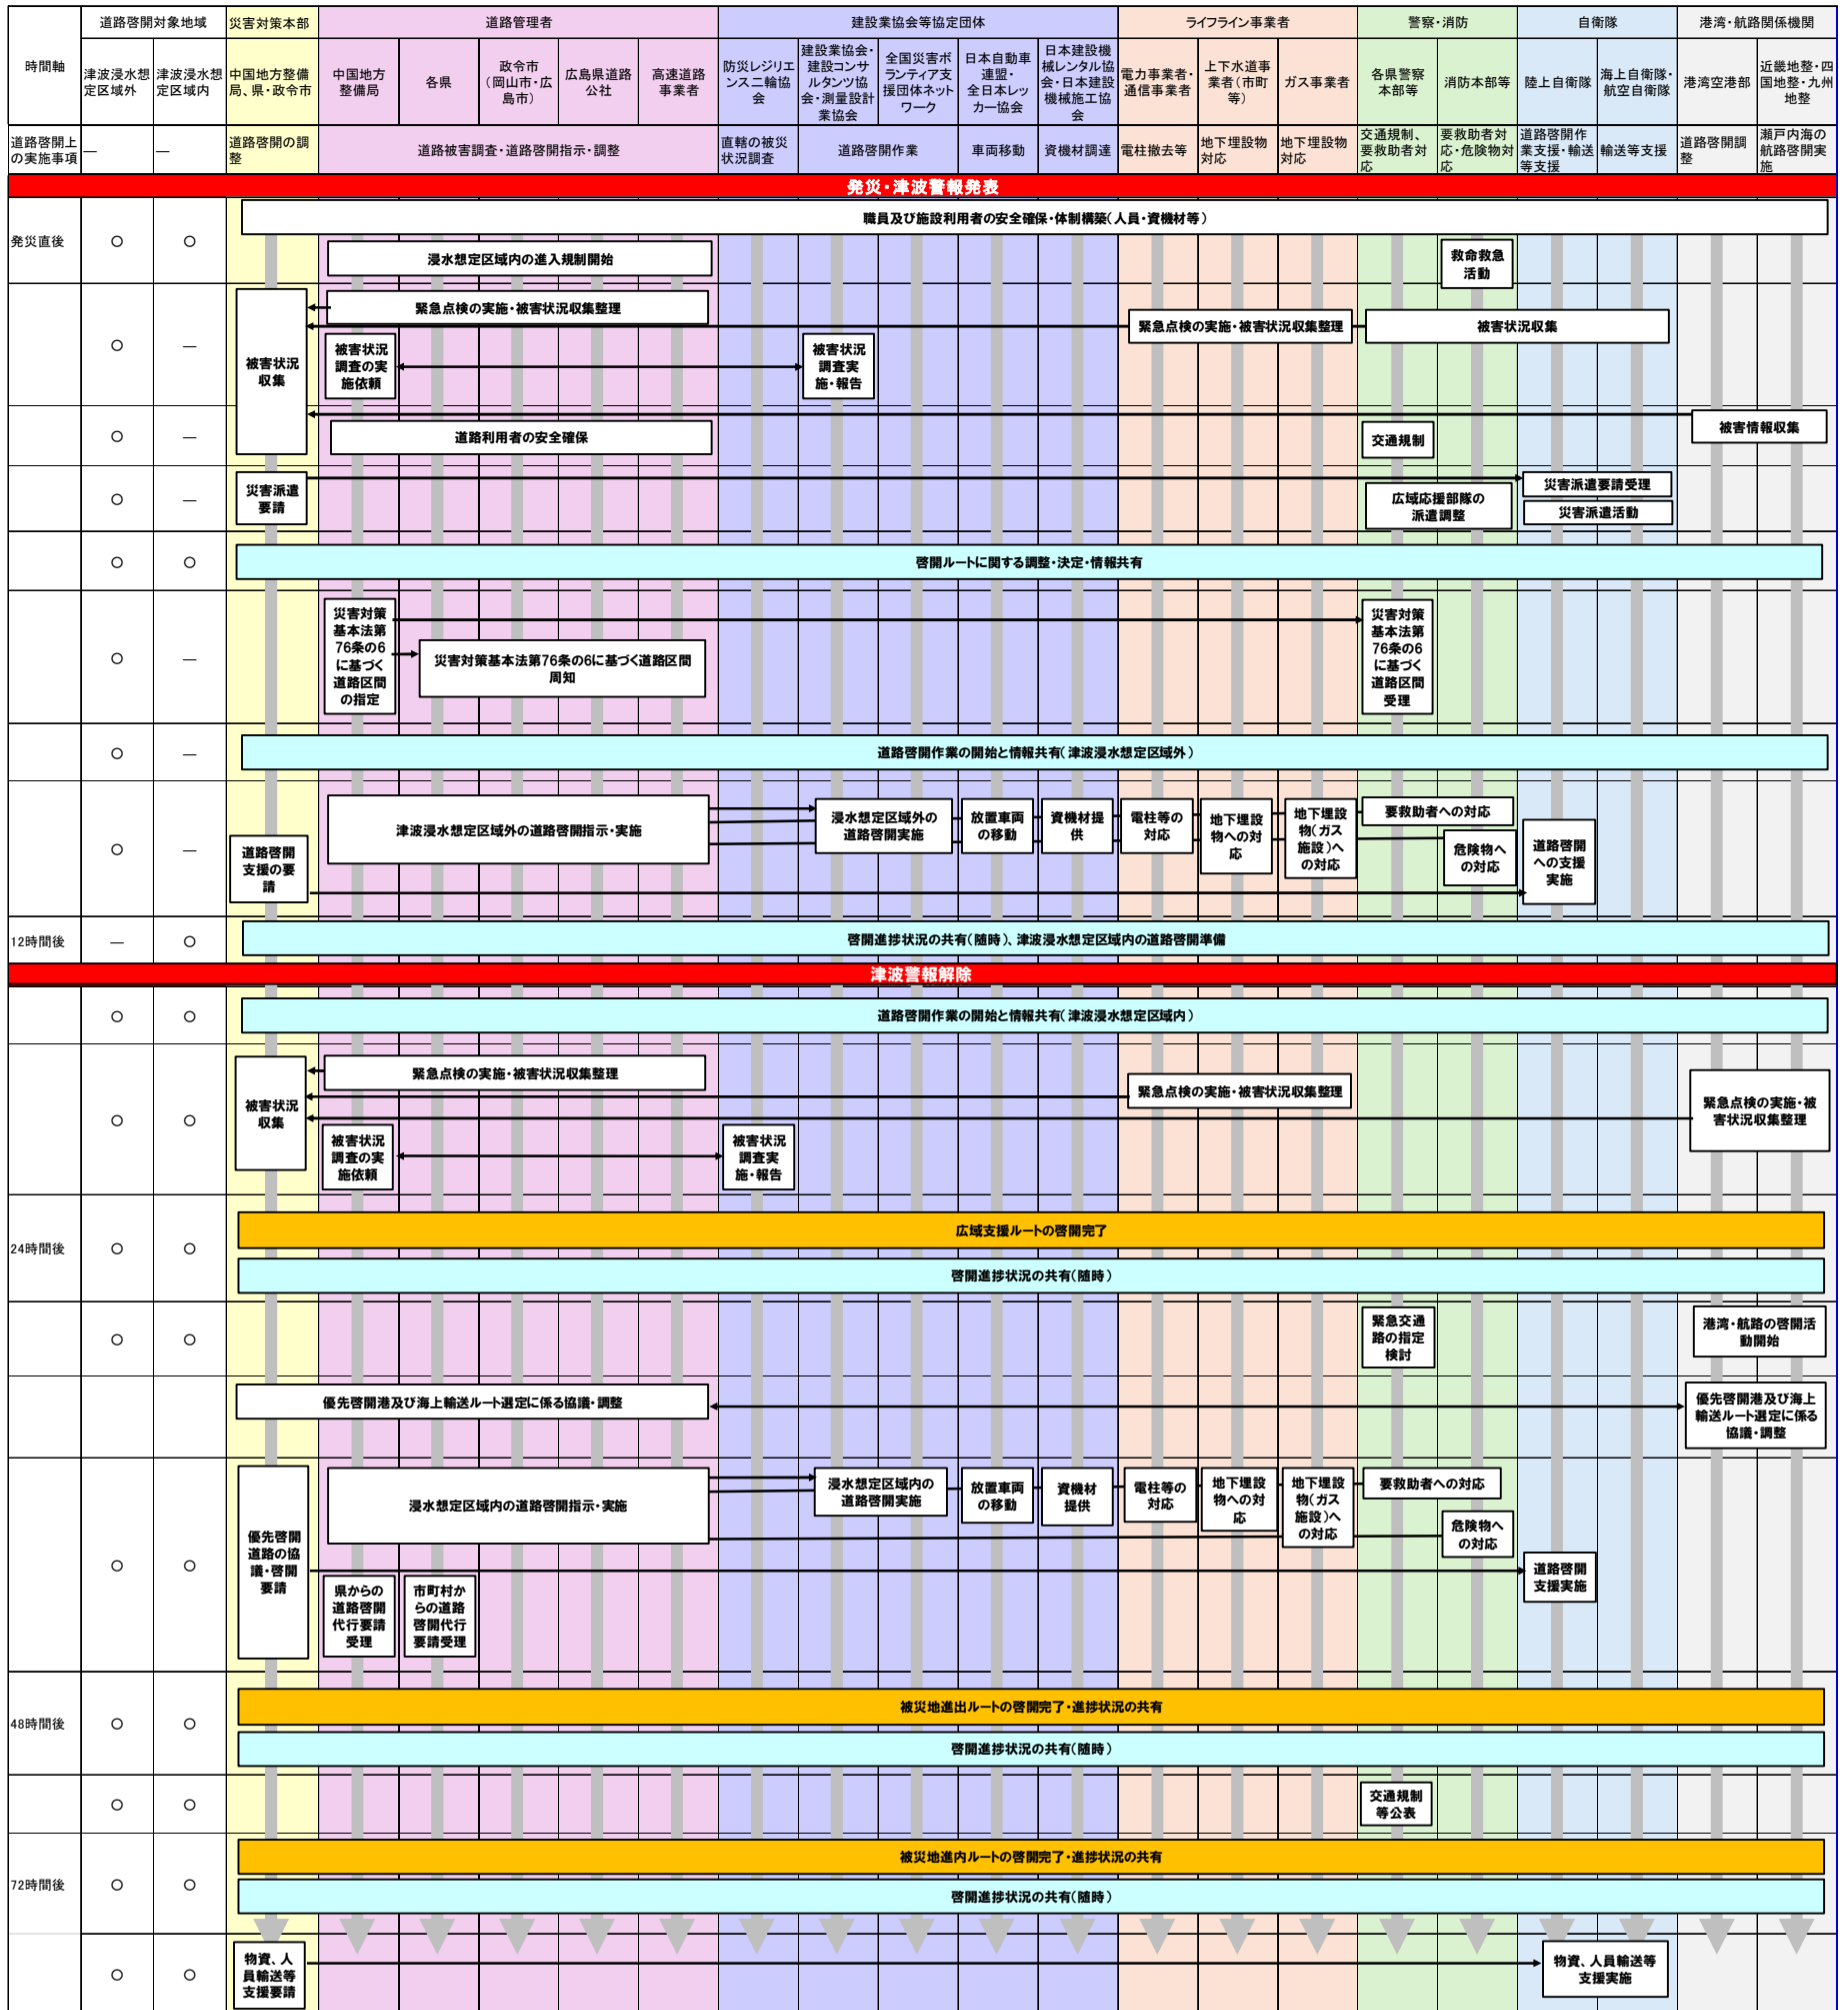 時間軸
道路啓開対象地域
災害対策本部
道路管理者
建設業協会等協定団体
ライフライン事業者
警察・消防
自衛隊
港湾・航路関係機関
津波浸水想
定区域外
津波浸水想
定区域内
中国地方整備
局、県・政令市
中国地方
整備局
各県
政令市
（岡山市・広
島市）
広島県道路
公社
高速道路
事業者
防災レジリエ
ンス二輪協
会
建設業協会・
建設コンサ
ルタンツ協
会・測量設計
業協会
全国災害ボ
ランティア支
援団体ネット
ワーク
日本自動車
連盟・
全日本レッ
カー協会
日本建設機
械レンタル協
会・日本建設
機械施工協
会
電力事業者・
通信事業者
上下水道事
業者（市町
等）
ガス事業者
各県警察
本部等
消防本部等
陸上自衛隊
海上自衛隊・
航空自衛隊
港湾空港部
近畿地整・四
国地整・九州
地整
道路啓開上
の実施事項
―
―
道路啓開の調
整
道路被害調査・道路啓開指示・調整
直轄の被災
状況調査
道路啓開作業
車両移動
資機材調達
電柱撤去等
地下埋設物
対応
地下埋設物
対応
交通規制、
要救助者対
応
要救助者対
応・危険物対
応
道路啓開作
業支援・輸送
等支援
輸送等支援
道路啓開調
整
瀬戸内海の
航路啓開実
施
発災・津波警報発表
発災直後
○
○
職員及び施設利用者の安全確保・体制構築（人員・資機材等）
浸水想定区域内の進入規制開始
救命救急
活動
○
―
被害状況
収集
緊急点検の実施・被害状況収集整理
緊急点検の実施・被害状況収集整理
被害状況収集
被害状況
調査の実
施依頼
被害状況
調査実
施・報告
○
―
道路利用者の安全確保
交通規制
被害情報収集
○
―
災害派遣
要請
広域応援部隊の
派遣調整
災害派遣要請受理
災害派遣活動
○
○
啓開ルートに関する調整・決定・情報共有
○
―
災害対策
基本法第
76条の6
に基づく
道路区間
の指定
災害対策基本法第76条の6に基づく道路区間
周知
災害対策
基本法第
76条の6
に基づく
道路区間
受理
○
―
道路啓開作業の開始と情報共有（津波浸水想定区域外）
○
―
道路啓開
支援の要
請
津波浸水想定区域外の道路啓開指示・実施
浸水想定区域外の
道路啓開実施
放置車両
の移動
資機材提
供
電柱等の
対応
地下埋設
物への対
応
地下埋設
物（ガス
施設）へ
の対応
要救助者への対応
危険物へ
の対応
道路啓開
への支援
実施
12時間後
―
○
啓開進捗状況の共有（随時）、津波浸水想定区域内の道路啓開準備
津波警報解除
○
○
道路啓開作業の開始と情報共有（津波浸水想定区域内）
○
○
被害状況
収集
緊急点検の実施・被害状況収集整理
緊急点検の実施・被害状況収集整理
緊急点検の実施・被
害状況収集整理
被害状況
調査の実
施依頼
被害状況
調査実
施・報告
24時間後
○
○
広域支援ルートの啓開完了
啓開進捗状況の共有（随時）
○
○
緊急交通
路の指定
検討
港湾・航路の啓開活
動開始
優先啓開港及び海上輸送ルート選定に係る協議・調整
優先啓開港及び海上
輸送ルート選定に係る
協議・調整
○
○
優先啓開
道路の協
議・啓開
要請
浸水想定区域内の道路啓開指示・実施
浸水想定区域内の
道路啓開実施
放置車両
の移動
資機材
提供
電柱等の
対応
地下埋設
物への対
応
地下埋設
物（ガス
施設）へ
の対応
要救助者への対応
危険物へ
の対応
道路啓開
支援実施
県からの
道路啓開
代行要請
受理
市町村か
らの道路
啓開代行
要請受理
48時間後
○
○
被災地進出ルートの啓開完了・進捗状況の共有
啓開進捗状況の共有（随時）
○
○
交通規制
等公表
72時間後
○
○
被災地進内ルートの啓開完了・進捗状況の共有
啓開進捗状況の共有（随時）
○
○
物資、人
員輸送等
支援要請
物資、人員輸送等
支援実施